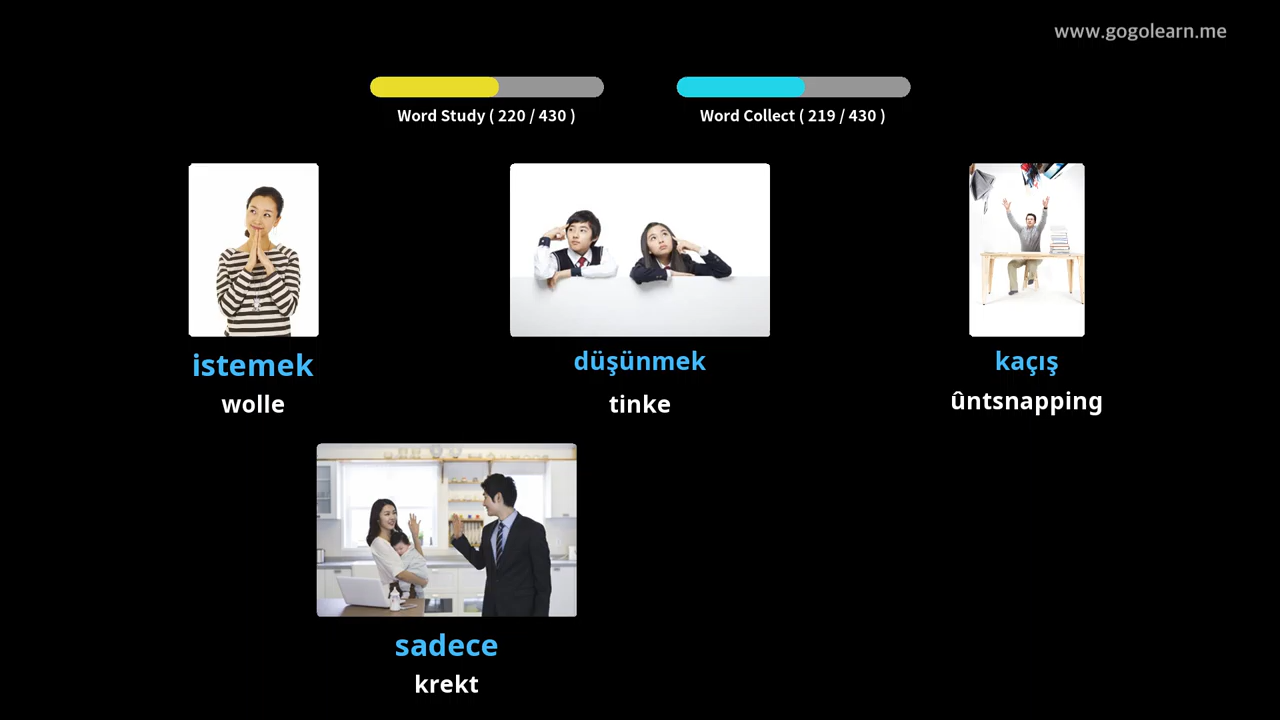 www.gogolearn.me
Word Study ( 220 / 430 )
Word Collect ( 219 / 430 )
istemek
wolle
düşünmek
tinke
kaçış
ûntsnapping
sadece
krekt